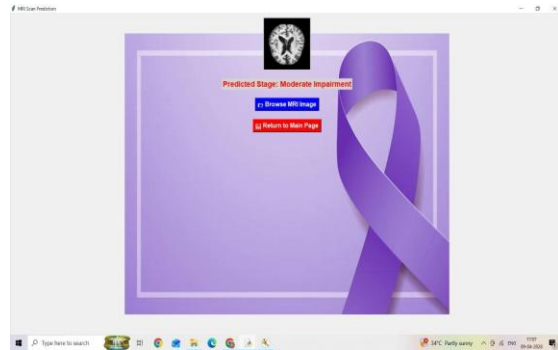 MRI Scan Prediction
Predicted Stage: Moderate Impairment
Browse MRI Image
Return to Main Page
Type here to search
34°C Partly sunny
ENG